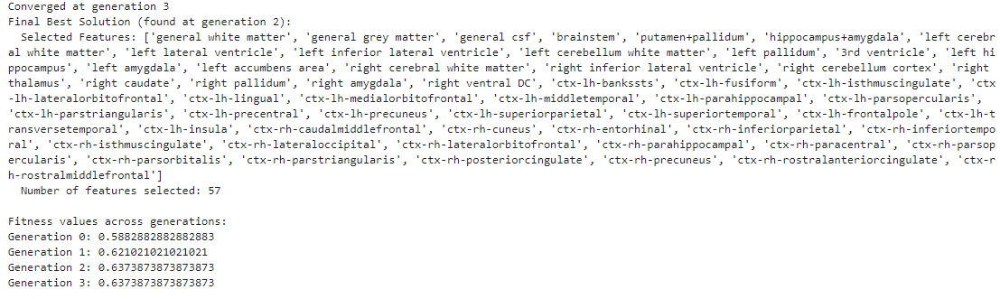 Converged at generation 3
Final Best Solution (found at generation 2):
  Selected Features: ['general white matter', 'general grey matter', 'general csf', 'brainstem', 'putamen+pallidum', 'hippocampus+amygdala', 'left cerebr
al white matter', 'left lateral ventricle', 'left inferior lateral ventricle', 'left cerebellum white matter', 'left pallidum', '3rd ventricle', 'left hi
ppocampus', 'left amygdala', 'left accumbens area', 'right cerebral white matter', 'right inferior lateral ventricle', 'right cerebellum cortex', 'right
thalamus', 'right caudate', 'right pallidum', 'right amygdala', 'right ventral DC', 'ctx-lh-bankssts', 'ctx-lh-fusiform', 'ctx-lh-isthmuscingulate', 'ctx
-lh-lateralorbitofrontal', 'ctx-lh-lingual', 'ctx-lh-medialorbitofrontal', 'ctx-lh-middletemporal', 'ctx-lh-parahippocampal', 'ctx-lh-parsopercularis',
'ctx-lh-parstriangularis', 'ctx-lh-precentral', 'ctx-lh-precuneus', 'ctx-lh-superiorparietal', 'ctx-lh-superiortemporal', 'ctx-lh-frontalpole', 'ctx-lh-t
ransversetemporal', 'ctx-lh-insula', 'ctx-rh-caudalmiddlefrontal', 'ctx-rh-cuneus', 'ctx-rh-entorhinal', 'ctx-rh-inferiorparietal', 'ctx-rh-inferiortempo
ral', 'ctx-rh-isthmuscingulate', 'ctx-rh-lateraloccipital', 'ctx-rh-lateralorbitofrontal', 'ctx-rh-parahippocampal', 'ctx-rh-paracentral', 'ctx-rh-parsop
ercularis', 'ctx-rh-parsorbitalis', 'ctx-rh-parstriangularis', 'ctx-rh-posteriorcingulate', 'ctx-rh-precuneus', 'ctx-rh-rostralanteriorcingulate', 'ctx-r
h-rostralmiddlefrontal']
  Number of features selected: 57

Fitness values across generations:
Generation 0: 0.5882882882882883
Generation 1: 0.621021021021021
Generation 2: 0.6373873873873873
Generation 3: 0.6373873873873873